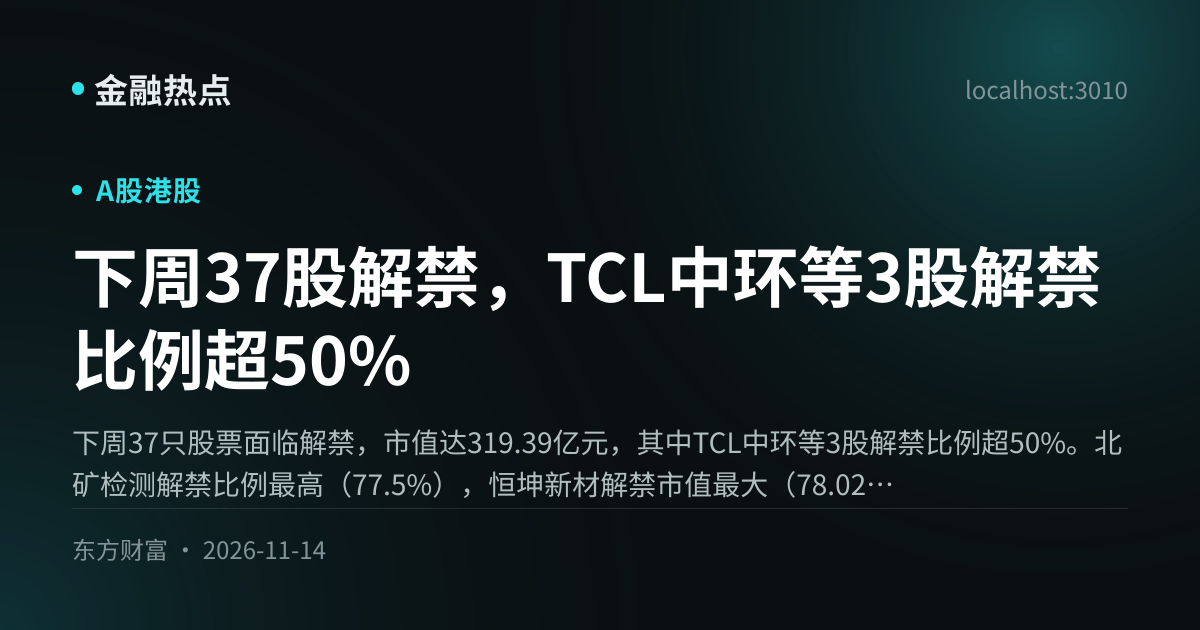 金融热点
localhost:3010
A股港股
下周37股解禁，TCL中环等3股解禁
比例超50%
下周37只股票面临解禁，市值达319.39亿元，其中TCL中环等3股解禁比例超50%。北
矿检测解禁比例最高（77.5%），恒坤新材解禁市值最大（78.02…
东方财富 · 2026-11-14